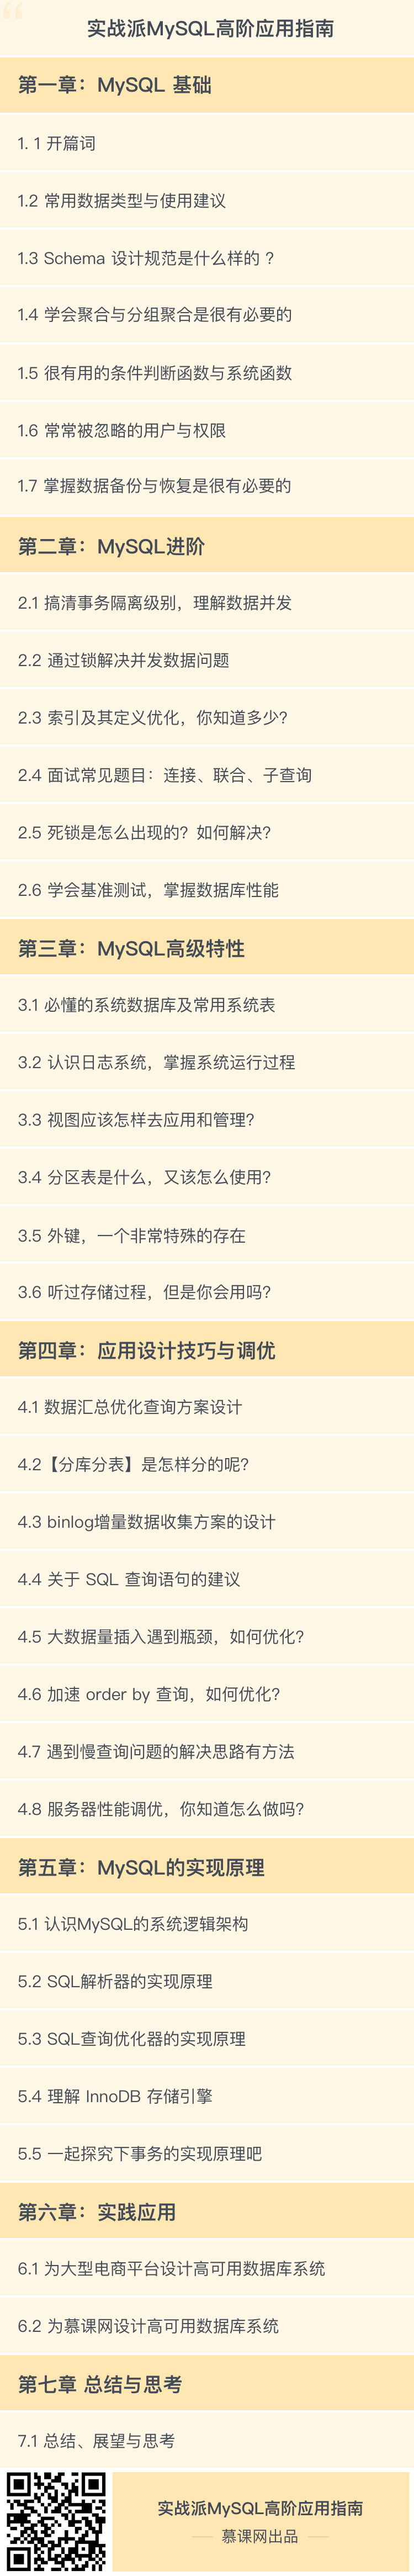 实战派MySQL高阶应用指南
第一章：MySQL 基础
1. 1 开篇词
1.2 常用数据类型与使用建议
1.3 Schema 设计规范是什么样的 ?
1.4 学会聚合与分组聚合是很有必要的
1.5 很有用的条件判断函数与系统函数
1.6 常常被忽略的用户与权限
1.7 掌握数据备份与恢复是很有必要的
第二章：MySQL进阶
2.1 搞清事务隔离级别，理解数据并发
2.2 通过锁解决并发数据问题
2.3 索引及其定义优化，你知道多少?
2.4 面试常见题目：连接、联合、子查询
2.5 死锁是怎么出现的？如何解决?
2.6 学会基准测试，掌握数据库性能
第三章：MySQL高级特性
3.1 必懂的系统数据库及常用系统表
3.2 认识日志系统，掌握系统运行过程
3.3 视图应该怎样去应用和管理?
3.4 分区表是什么，又该怎么使用?
3.5 外键，一个非常特殊的存在
3.6 听过存储过程，但是你会用吗?
第四章：应用设计技巧与调优
4.1 数据汇总优化查询方案设计
4.2【分库分表】是怎样分的呢?
4.3 binlog增量数据收集方案的设计
4.4 关于 SQL 查询语句的建议
4.5 大数据量插入遇到瓶颈，如何优化?
4.6 加速 order by 查询，如何优化?
4.7 遇到慢查询问题的解决思路有方法
4.8 服务器性能调优，你知道怎么做吗?
第五章：MySQL的实现原理
5.1 认识MySQL的系统逻辑架构
5.2 SQL解析器的实现原理
5.3 SQL查询优化器的实现原理
5.4 理解 InnoDB 存储引擎
5.5 一起探究下事务的实现原理吧
第六章：实践应用
6.1 为大型电商平台设计高可用数据库系统
6.2 为慕课网设计高可用数据库系统
第七章 总结与思考
7.1 总结、展望与思考
实战派MySQL高阶应用指南
慕课网出品